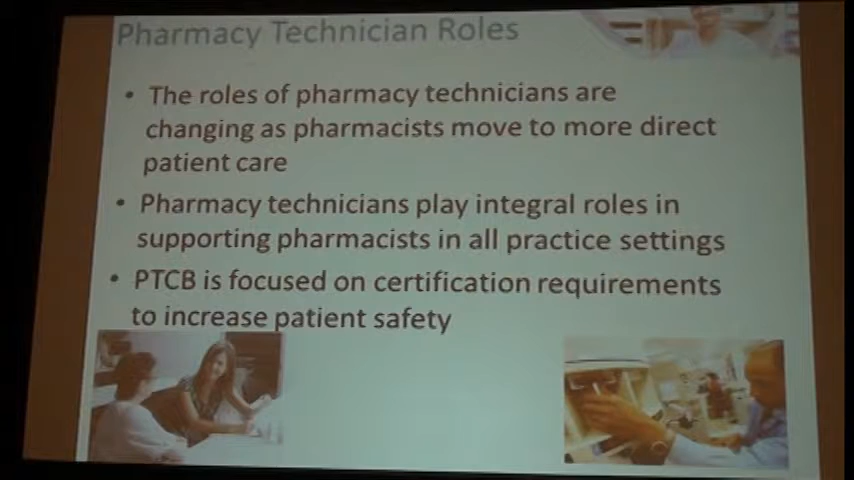 Pharmacy Technician Roles
• The roles of pharmacy technicians are
changing as pharmacists move to more direct
patient care
• Pharmacy technicians play integral roles in
supporting pharmacists in all practice settings
• PTCB is focused on certification requirements
to increase patient safety